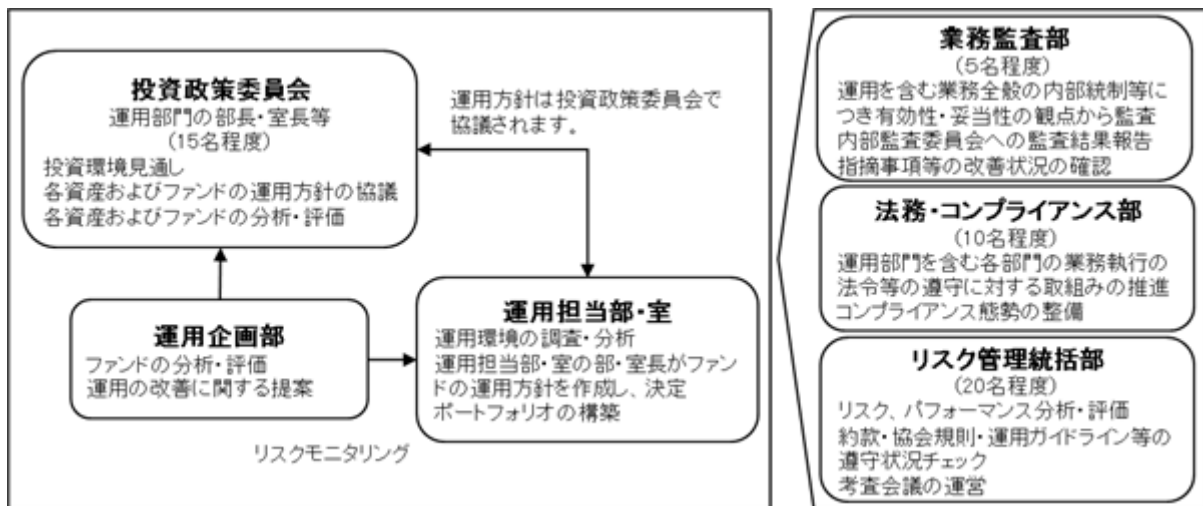 投資政策委員会
運用部門の部長・室長等
(15名程度)
投資環境見通し
各資産およびファンドの運用方針の協議
各資産およびファンドの分析・評価
運用方針は投資政策委員会で
協議されます。
運用企画部
ファンドの分析・評価
運用の改善に関する提案
運用担当部・室
運用環境の調査・分析
運用担当部・室の部・室長がファン
ドの運用方針を作成し、決定
ポートフォリオの構築
リスクモニタリング
業務監査部
(5名程度)
運用を含む業務全般の内部統制等に
つき有効性・妥当性の観点から監査
内部監査委員会への監査結果報告
指摘事項等の改善状況の確認
法務・コンプライアンス部
(10名程度)
運用部門を含む各部門の業務執行の
法令等の遵守に対する取組みの推進
コンプライアンス態勢の整備
リスク管理統括部
(20名程度)
リスク、パフォーマンス分析・評価
約款・協会規則・運用ガイドライン等の
遵守状況チェック
考査会議の運営